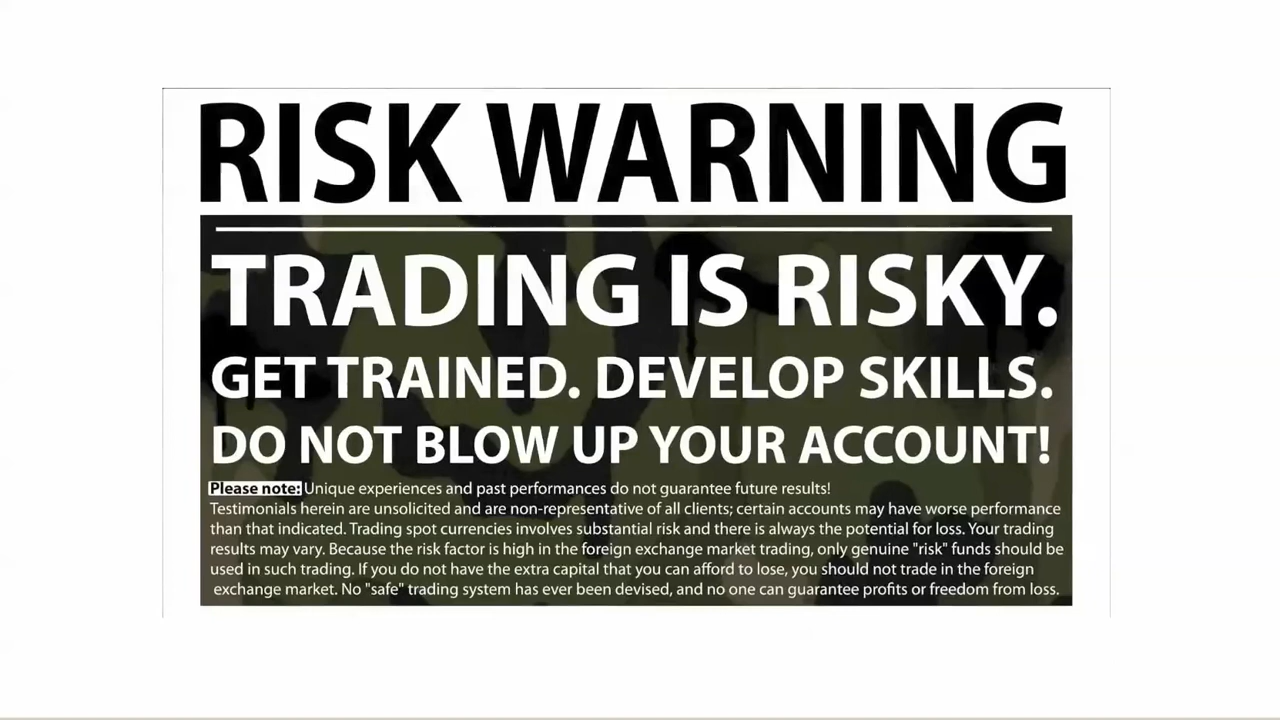 RISK WARNING
TRADING IS RISKY.
GET TRAINED. DEVELOP SKILLS.
DO NOT BLOW UP YOUR ACCOUNT!
Please note: Unique experiences and past performances do not guarantee future results!
Testimonials herein are unsolicited and are non-representative of all clients; certain accounts may have worse performance
than that indicated. Trading spot currencies involves substantial risk and there is always the potential for loss. Your trading
results may vary. Because the risk factor is high in the foreign exchange market trading, only genuine "risk" funds should be
used in such trading. If you do not have the extra capital that you can afford to lose, you should not trade in the foreign
exchange market. No "safe" trading system has ever been devised, and no one can guarantee profits or freedom from loss.